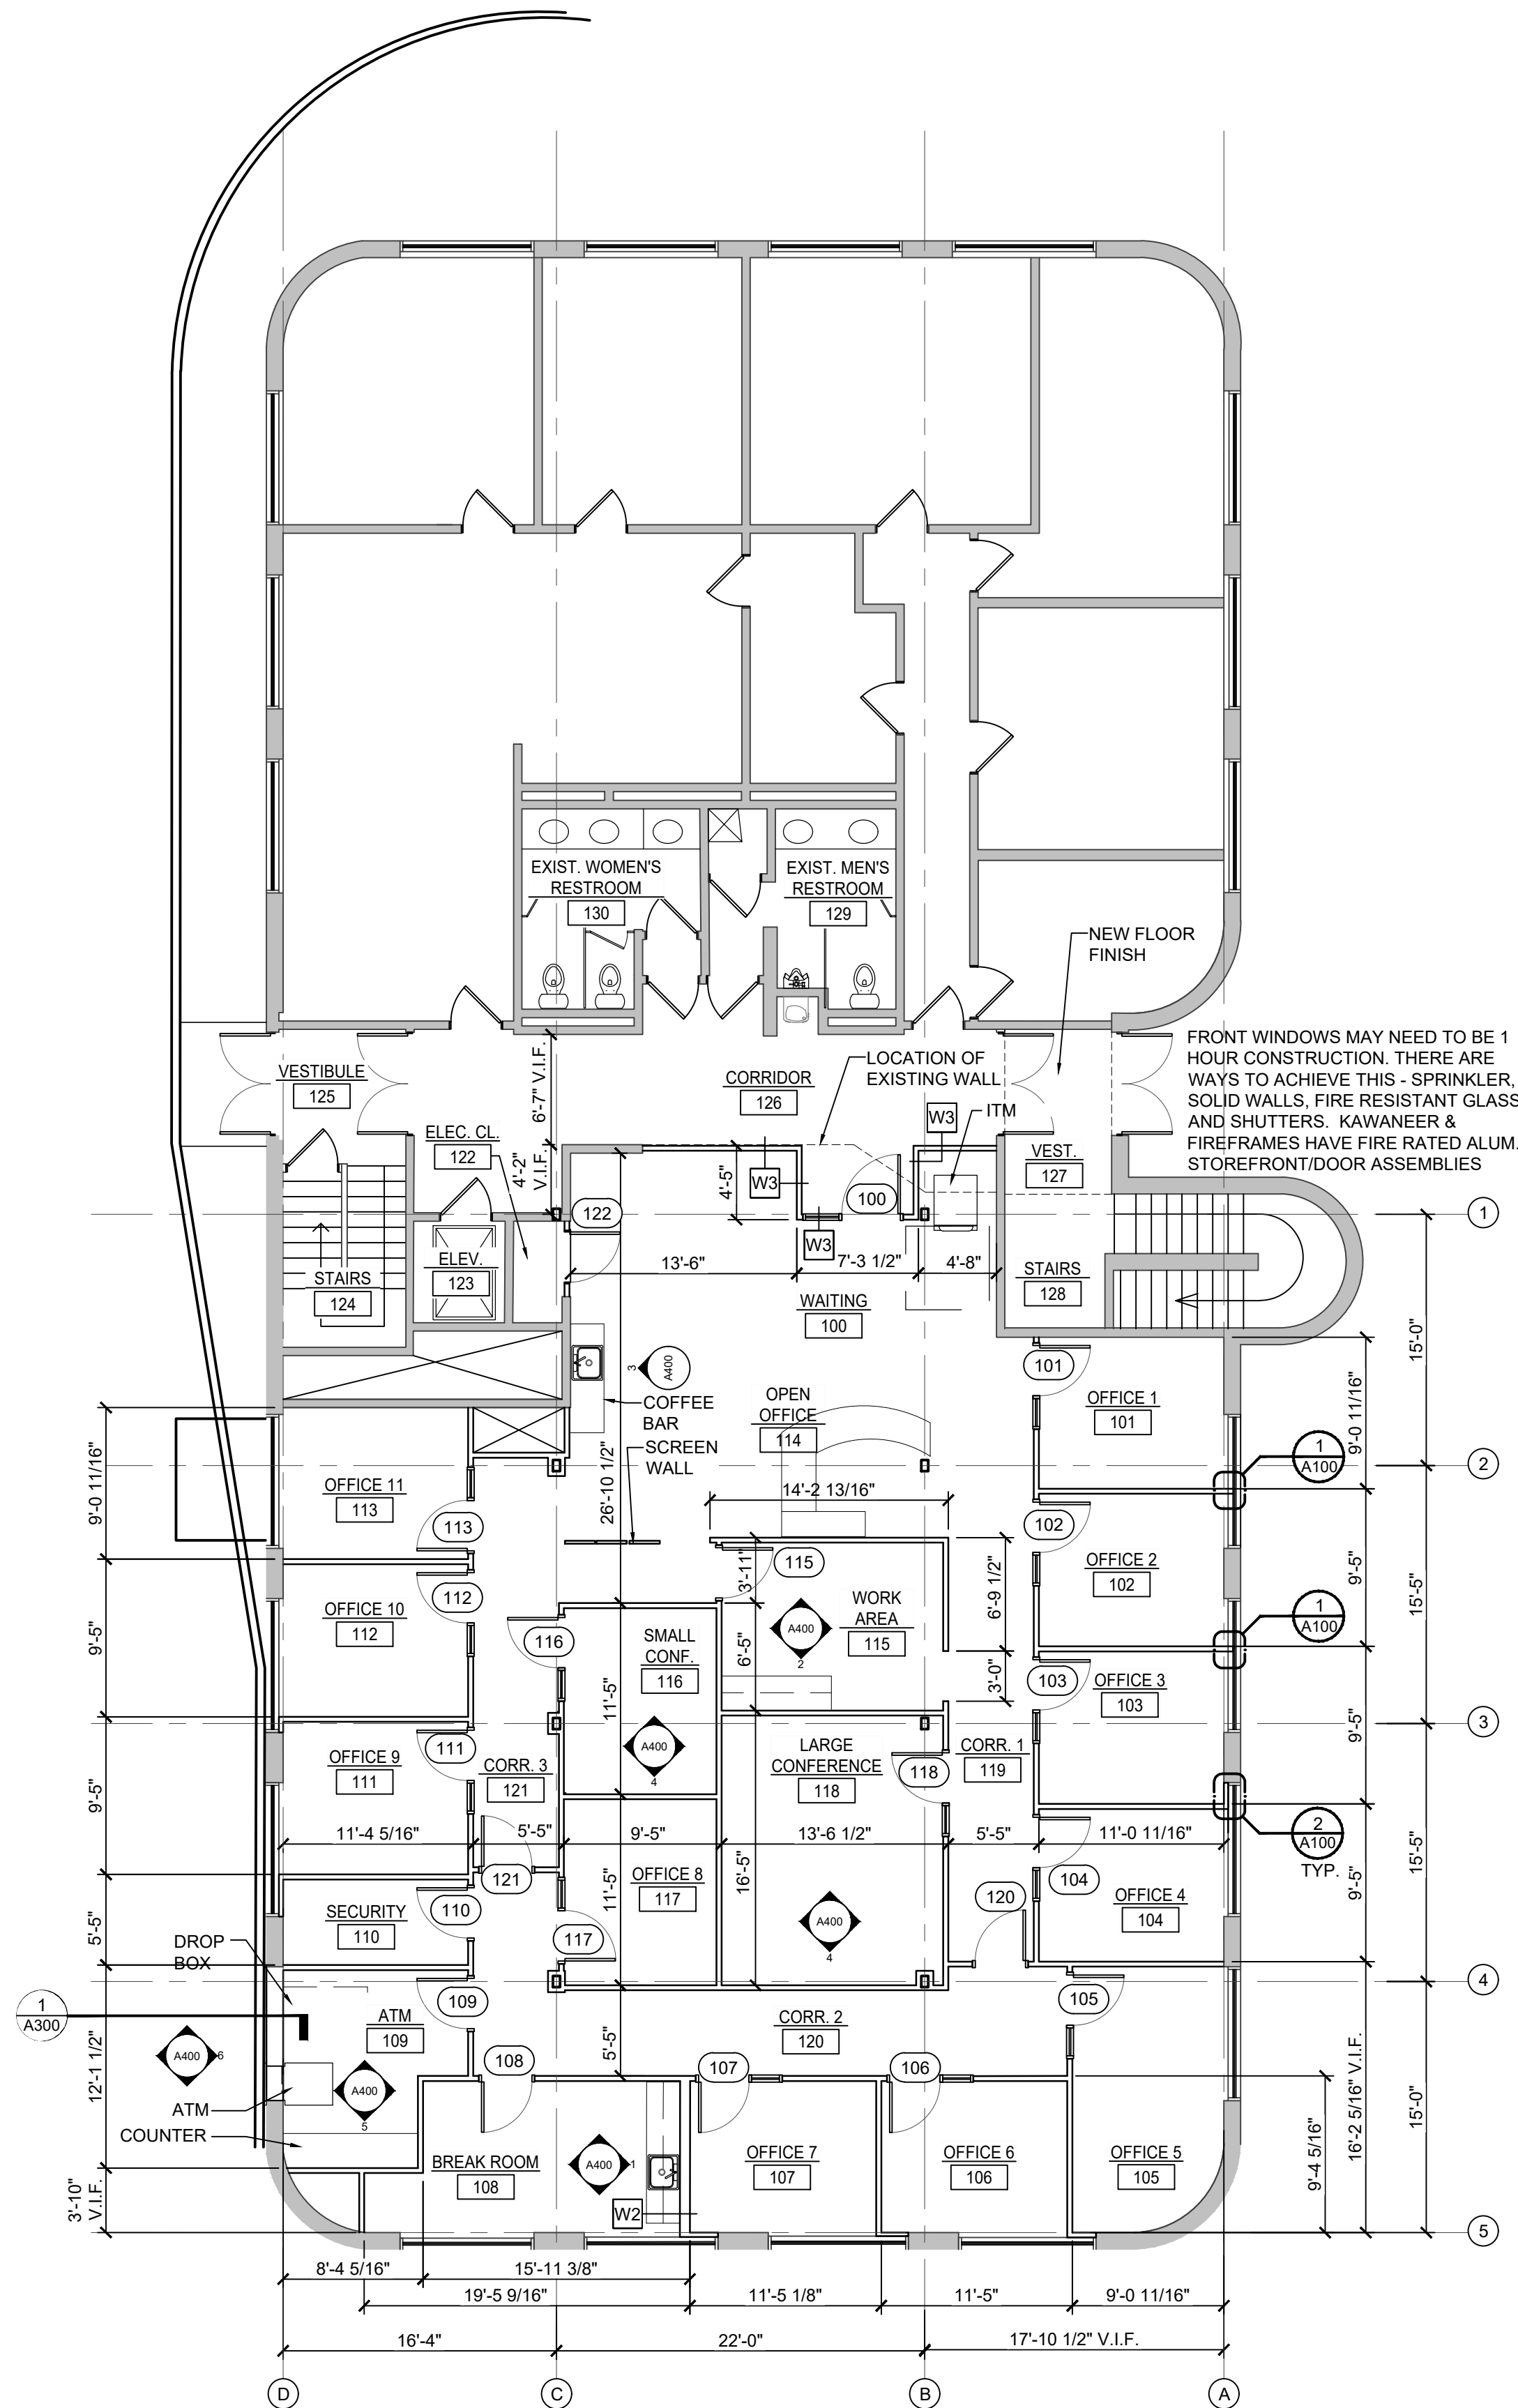 EXIST. WOMEN'S
RESTROOM
130
EXIST. MEN'S
RESTROOM
129
NEW FLOOR
FINISH
FRONT WINDOWS MAY NEED TO BE 1
HOUR CONSTRUCTION. THERE ARE
WAYS TO ACHIEVE THIS - SPRINKLER,
SOLID WALLS, FIRE RESISTANT GLASS
AND SHUTTERS. KAWANEER &
FIREFRAMES HAVE FIRE RATED ALUM.
STOREFRONT/DOOR ASSEMBLIES
VESTIBULE
125
6'-7" V.I.F.
LOCATION OF
EXISTING WALL
CORRIDOR
126
ITM
W3
ELEC. CL.
122
4'-2"
V.I.F.
VEST.
127
4'-5"
W3
100
122
W3
1
ELEV.
123
STAIRS
124
13'-6"
7'-3 1/2"
4'-8"
STAIRS
128
WAITING
100
15'-0"
101
3
A400
COFFEE
BAR
OPEN
OFFICE
114
OFFICE 1
101
9'-0 11/16"
SCREEN
WALL
1
A100
2
9'-0 11/16"
OFFICE 11
113
26'-10 1/2"
14'-2 13/16"
113
102
115
3'-11"
6'-9 1/2"
OFFICE 2
102
9'-5"
15'-5"
OFFICE 10
112
112
9'-5"
116
SMALL
CONF.
116
A400
2
WORK
AREA
115
6'-5"
1
A100
3'-0"
103
OFFICE 3
103
11'-5"
3
9'-5"
OFFICE 9
111
111
CORR. 3
121
A400
4
LARGE
CONFERENCE
118
118
CORR. 1
119
9'-5"
11'-4 5/16"
5'-5"
9'-5"
13'-6 1/2"
5'-5"
11'-0 11/16"
2
A100
TYP.
15'-5"
121
OFFICE 8
117
11'-5"
16'-5"
104
120
OFFICE 4
104
9'-5"
SECURITY
110
110
5'-5"
117
A400
4
DROP
BOX
4
1
A300
109
ATM
109
105
CORR. 2
120
A400
6
12'-1 1/2"
5'-5"
108
107
106
A400
5
ATM
COUNTER
16'-2 5/16" V.I.F.
15'-0"
9'-4 5/16"
BREAK ROOM
108
A400
1
OFFICE 7
107
OFFICE 6
106
OFFICE 5
105
3'-10"
V.I.F.
W2
5
8'-4 5/16"
15'-11 3/8"
19'-5 9/16"
11'-5 1/8"
11'-5"
9'-0 11/16"
16'-4"
22'-0"
17'-10 1/2" V.I.F.
D
C
B
A